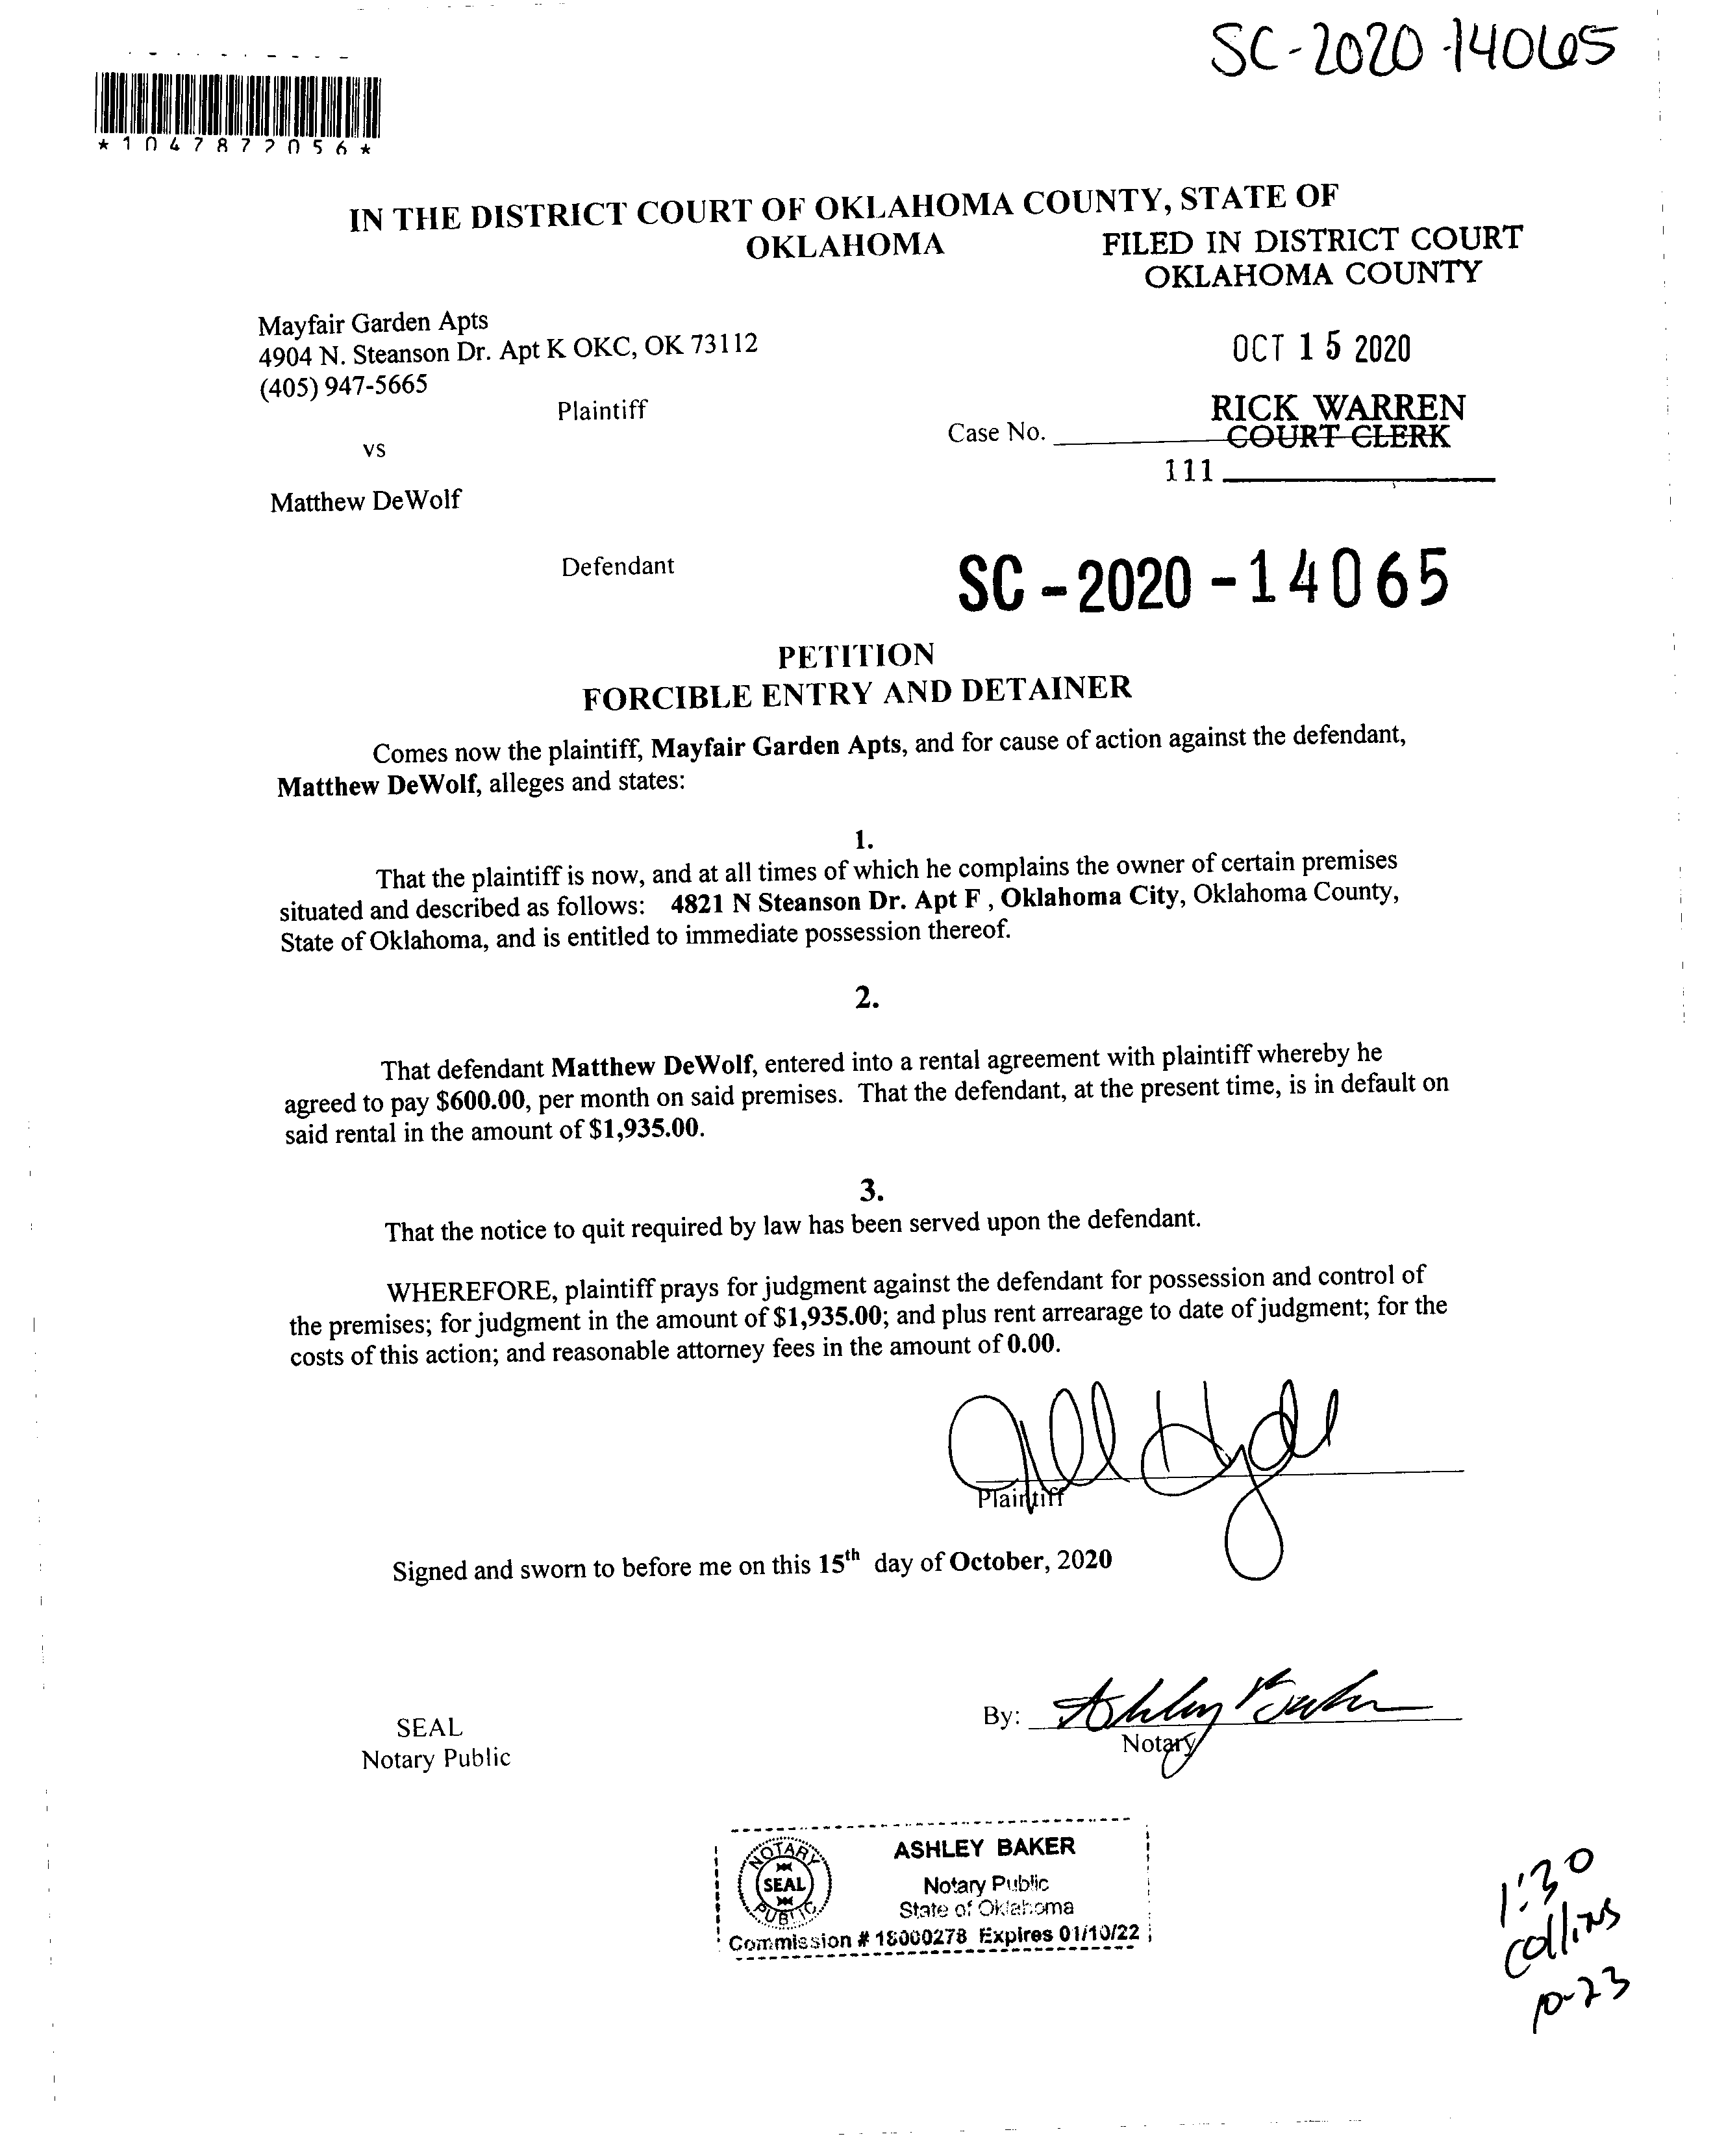 SC-2020-14065
*1047872056*
IN THE DISTRICT COURT OF OKLAHOMA COUNTY, STATE OF
OKLAHOMA
FILED IN DISTRICT COURT
OKLAHOMA COUNTY
Mayfair Garden Apts
4904 N. Steanson Dr. Apt K OKC, OK 73112
(405) 947-5665
Plaintiff
OCT 15 2020
RICK WARREN
COURT CLERK
Case No.
111
vs
Matthew DeWolf
Defendant
SC-2020-14065
PETITION
FORCIBLE ENTRY AND DETAINER
Comes now the plaintiff, Mayfair Garden Apts, and for cause of action against the defendant,
Matthew DeWolf, alleges and states:
1.
That the plaintiff is now, and at all times of which he complains the owner of certain premises
situated and described as follows: 4821 N Steanson Dr. Apt F , Oklahoma City, Oklahoma County,
State of Oklahoma, and is entitled to immediate possession thereof.
2.
That defendant Matthew DeWolf, entered into a rental agreement with plaintiff whereby he
agreed to pay $600.00, per month on said premises. That the defendant, at the present time, is in default on
said rental in the amount of $1,935.00.
3.
That the notice to quit required by law has been served upon the defendant.
WHEREFORE, plaintiff prays for judgment against the defendant for possession and control of
the premises; for judgment in the amount of $1,935.00; and plus rent arrearage to date of judgment; for the
costs of this action; and reasonable attorney fees in the amount of 0.00.
Jill Hyde
Plaintiff
Signed and sworn to before me on this 15th day of October, 2020
By: Ashley Baker
Notary
SEAL
Notary Public
NOTARY PUBLIC
SEAL
ASHLEY BAKER
Notary Public
State of Oklahoma
Commission # 18000278 Expires 01/10/22
1:30
Collins
10-23